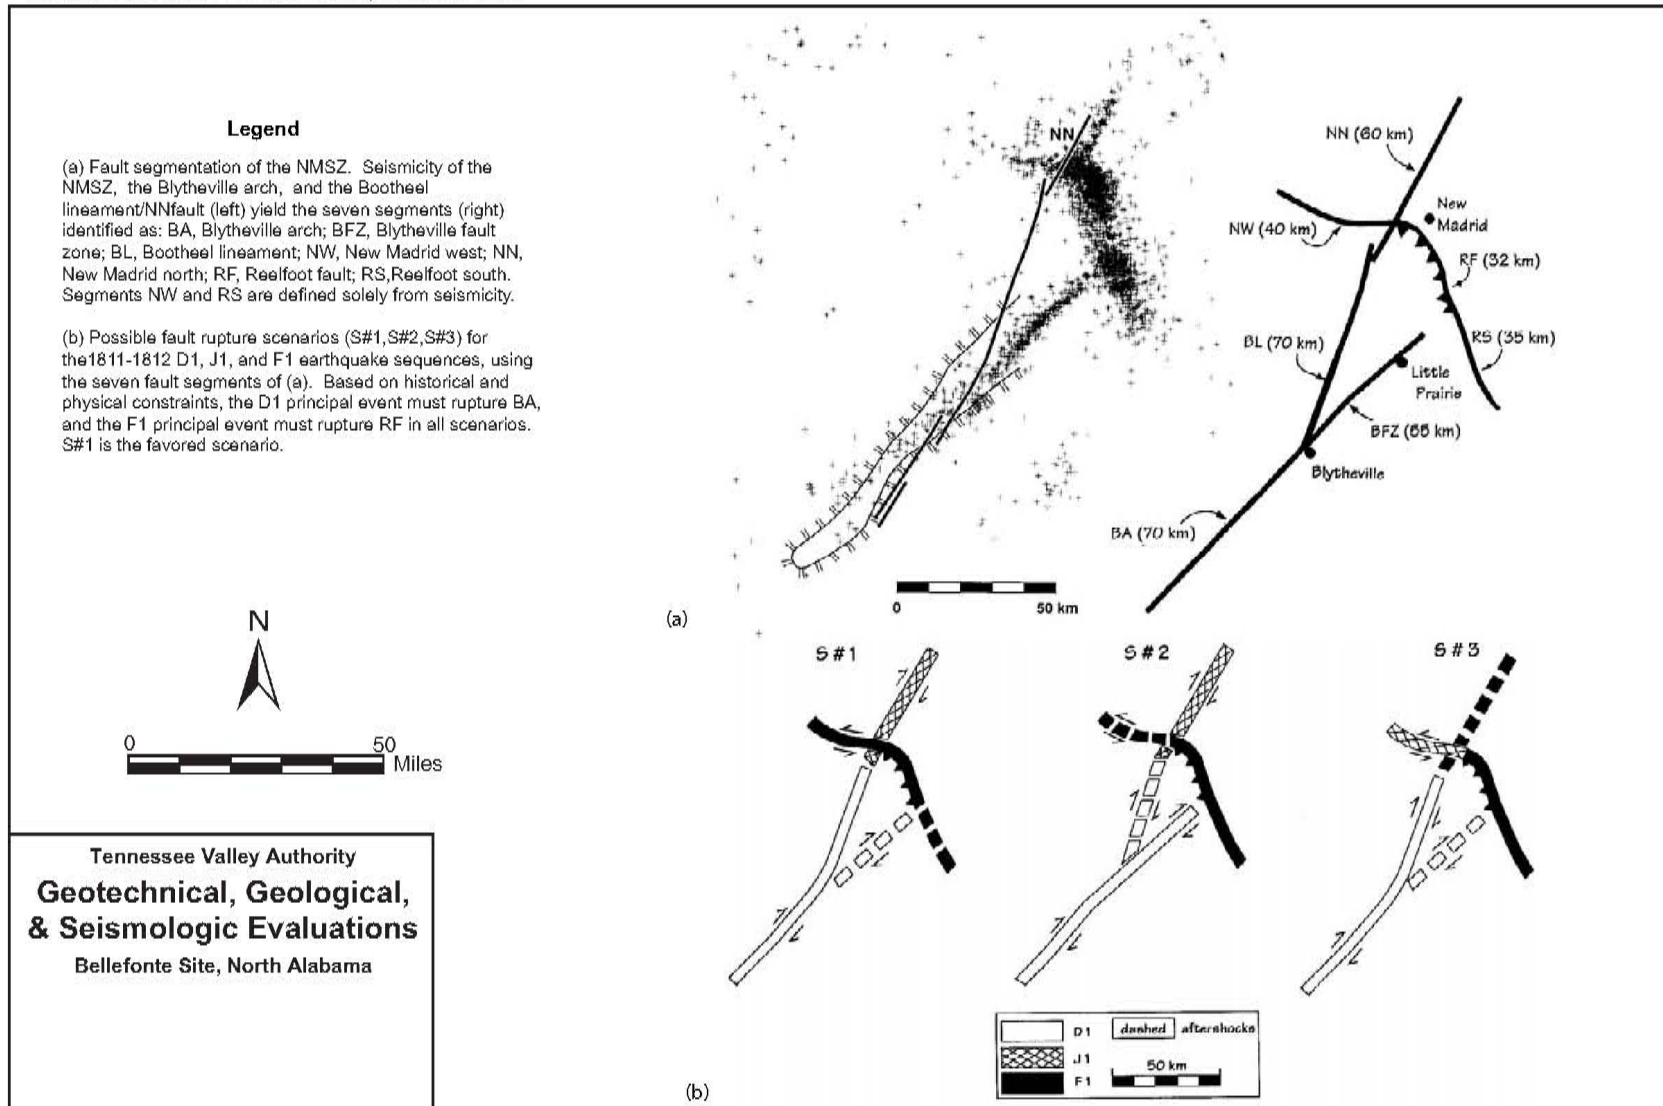 Legend
(a) Fault segmentation of the NMSZ. Seismicity of the
NMSZ, the Blytheville arch, and the Bootheel
lineament/NNfault (left) yield the seven segments (right)
identified as: BA, Blytheville arch; BFZ, Blytheville fault
zone; BL, Bootheel lineament; NW, New Madrid west; NN,
New Madrid north; RF, Reelfoot fault; RS,Reelfoot south.
Segments NW and RS are defined solely from seismicity.
(b) Possible fault rupture scenarios (S#1,S#2,S#3) for
the1811-1812 D1, J1, and F1 earthquake sequences, using
the seven fault segments of (a). Based on historical and
physical constraints, the D1 principal event must rupture BA,
and the F1 principal event must rupture RF in all scenarios.
S#1 is the favored scenario.
N
0 50
Miles
Tennessee Valley Authority
Geotechnical, Geological,
& Seismologic Evaluations
Bellefonte Site, North Alabama
NN
0 50 km
(a)
NN (60 km)
New
Madrid
NW (40 km)
RF (32 km)
BL (70 km)
RS (35 km)
Little
Prairie
BFZ (55 km)
Blytheville
BA (70 km)
S#1
S#2
S#3
D1 dashed aftershocks
J1
50 km
F1
(b)